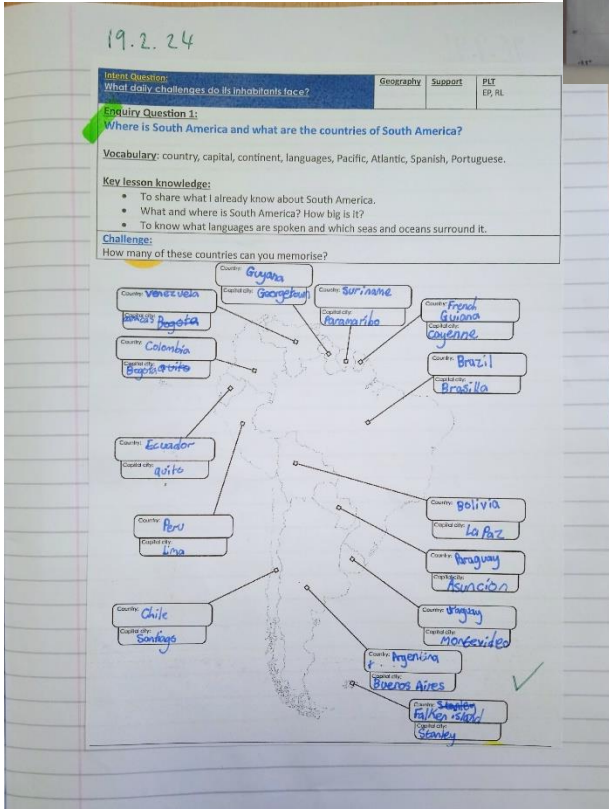 19.2.24
Intent Question:
What daily challenges do its inhabitants face?
Geography
Support
PLT
EP, RL
Enquiry Question 1:
Where is South America and what are the countries of South America?
Vocabulary: country, capital, continent, languages, Pacific, Atlantic, Spanish, Portuguese.
Key lesson knowledge:
• To share what I already know about South America.
• What and where is South America? How big is it?
• To know what languages are spoken and which seas and oceans surround it.
Challenge:
How many of these countries can you memorise?
Country: Guyana
Capital city: Georgetown
Country: Suriname
Capital city:
Paramaribo
Country: Venezuela
Capital city:
Bogota
Country: French
Guiana
Capital city:
Cayenne
Country: Colombia
Capital city:
Bogota quito
Country: Brazil
Capital city:
Brasilla
Country: Ecuador
Capital city:
quito
Country: Bolivia
Capital city: La Paz
Country: Peru
Capital city:
Lima
Country: Paraguay
Capital city:
Asunción
Country: Chile
Capital city:
Santiago
Country: Uruguay
Capital city:
Montevideo
Country: Argentina
Capital city:
Buenos Aires
Country: Stanley
Falken island
Capital city:
Stanley